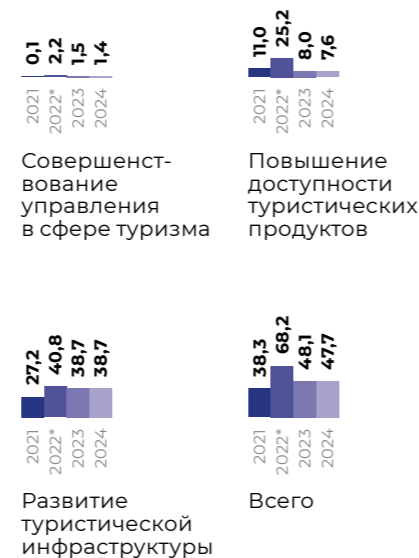 0,1 2,2 1,5 1,4
2021 2022* 2023 2024
Совершенст-
вование
управления
в сфере туризма
11,0 25,2 8,0 7,6
2021 2022* 2023 2024
Повышение
доступности
туристических
продуктов
27,2 40,8 38,7 38,7
2021 2022* 2023 2024
Развитие
туристической
инфраструктуры
38,3 68,2 48,1 47,7
2021 2022* 2023 2024
Всего